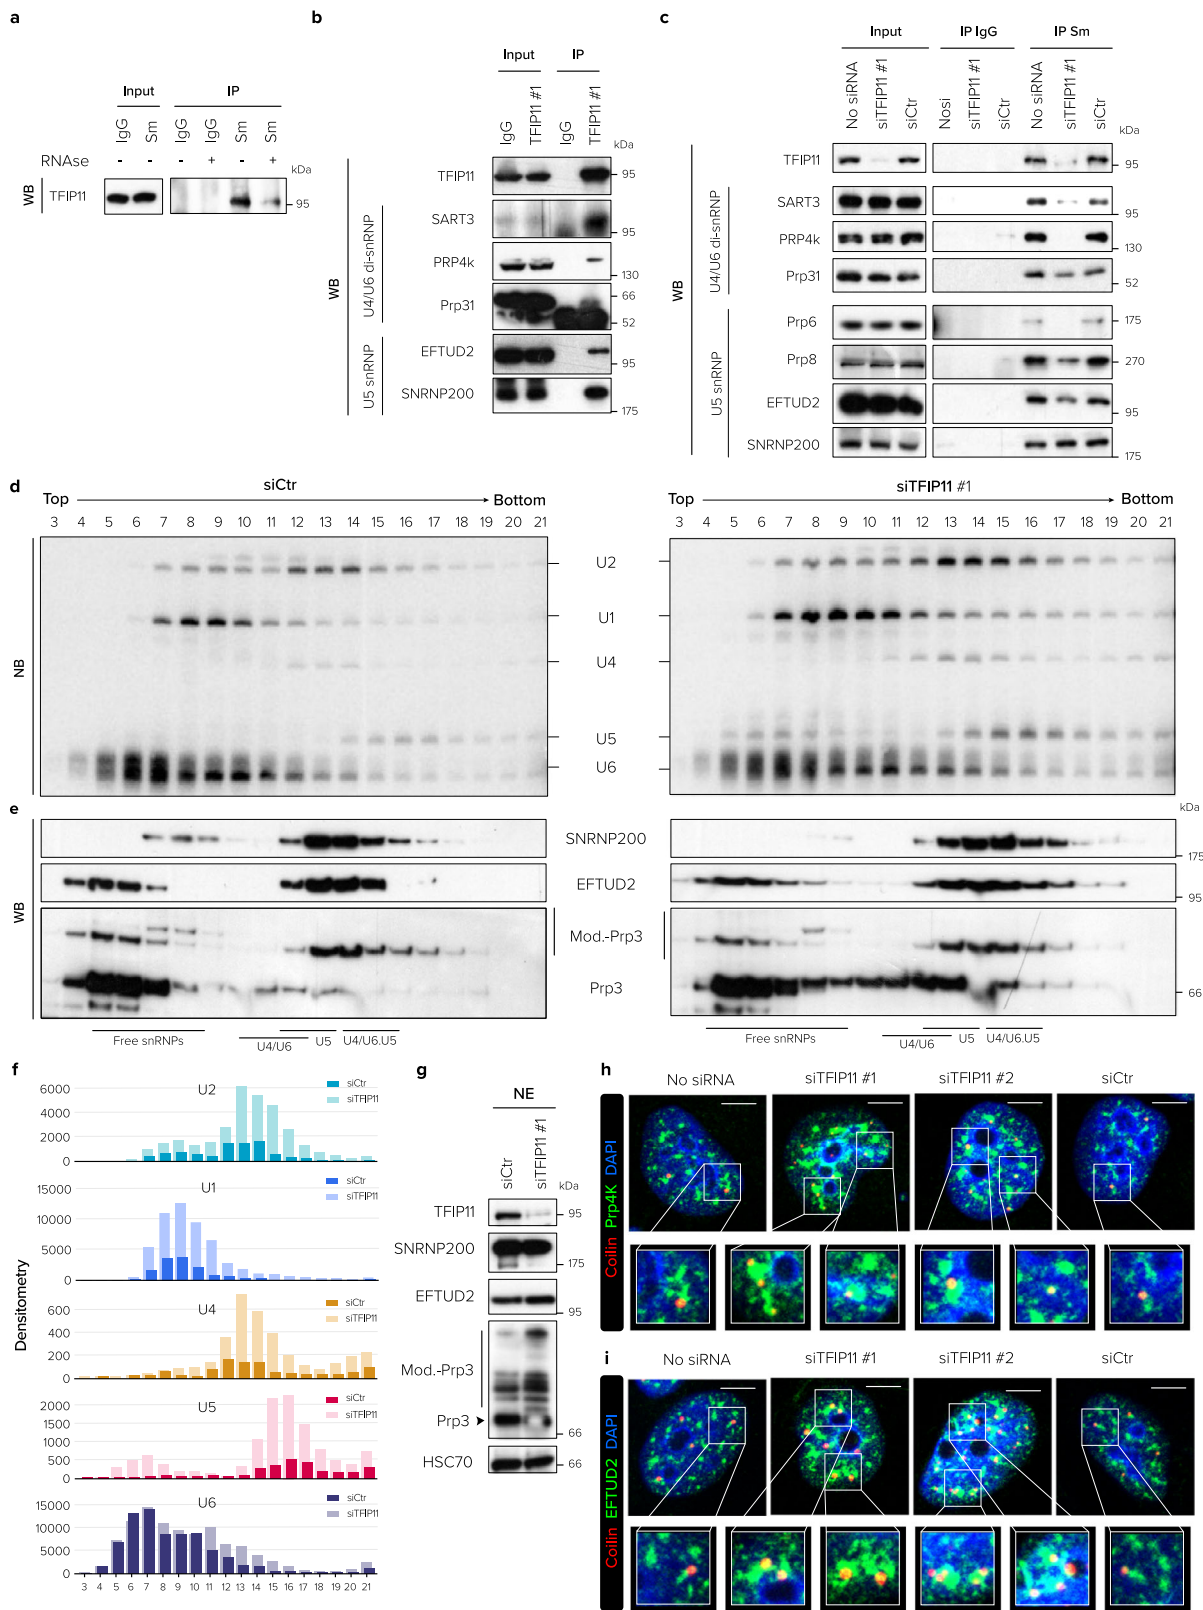 a
Input
IP
IgG
Sm
IgG
IgG
Sm
Sm
RNAse
-
-
-
+
-
+
kDa
WB
TFIP11
95
b
Input
IP
IgG
TFIP11 #1
IgG
TFIP11 #1
kDa
WB
U4/U6 di-snRNP
U5 snRNP
TFIP11
95
SART3
95
PRP4k
130
Prp31
66
52
EFTUD2
95
SNRNP200
175
c
Input
IP IgG
IP Sm
No siRNA
siTFIP11 #1
siCtr
Nosi
siTFIP11 #1
siCtr
No siRNA
siTFIP11 #1
siCtr
kDa
WB
U4/U6 di-snRNP
U5 snRNP
TFIP11
95
SART3
95
PRP4k
130
Prp31
52
Prp6
175
Prp8
270
EFTUD2
95
SNRNP200
175
d
siCtr
siTFIP11 #1
Top
Bottom
Top
Bottom
3 4 5 6 7 8 9 10 11 12 13 14 15 16 17 18 19 20 21
3 4 5 6 7 8 9 10 11 12 13 14 15 16 17 18 19 20 21
NB
U2
U1
U4
U5
U6
e
kDa
WB
SNRNP200
175
EFTUD2
95
Mod.-Prp3
Prp3
66
Free snRNPs
U4/U6
U5
U4/U6.U5
Free snRNPs
U4/U6
U5
U4/U6.U5
f
Densitometry
U2
siCtr
siTFIP11
6000
4000
2000
0
U1
siCtr
siTFIP11
15000
10000
5000
0
U4
siCtr
siTFIP11
600
400
200
0
U5
siCtr
siTFIP11
2000
1500
1000
500
0
U6
siCtr
siTFIP11
15000
10000
5000
0
3 4 5 6 7 8 9 10 11 12 13 14 15 16 17 18 19 20 21
g
NE
siCtr
siTFIP11 #1
kDa
TFIP11
95
SNRNP200
175
EFTUD2
95
Mod.-Prp3
Prp3
66
HSC70
66
h
No siRNA
siTFIP11 #1
siTFIP11 #2
siCtr
Coilin Prp4K DAPI
i
No siRNA
siTFIP11 #1
siTFIP11 #2
siCtr
Coilin EFTUD2 DAPI